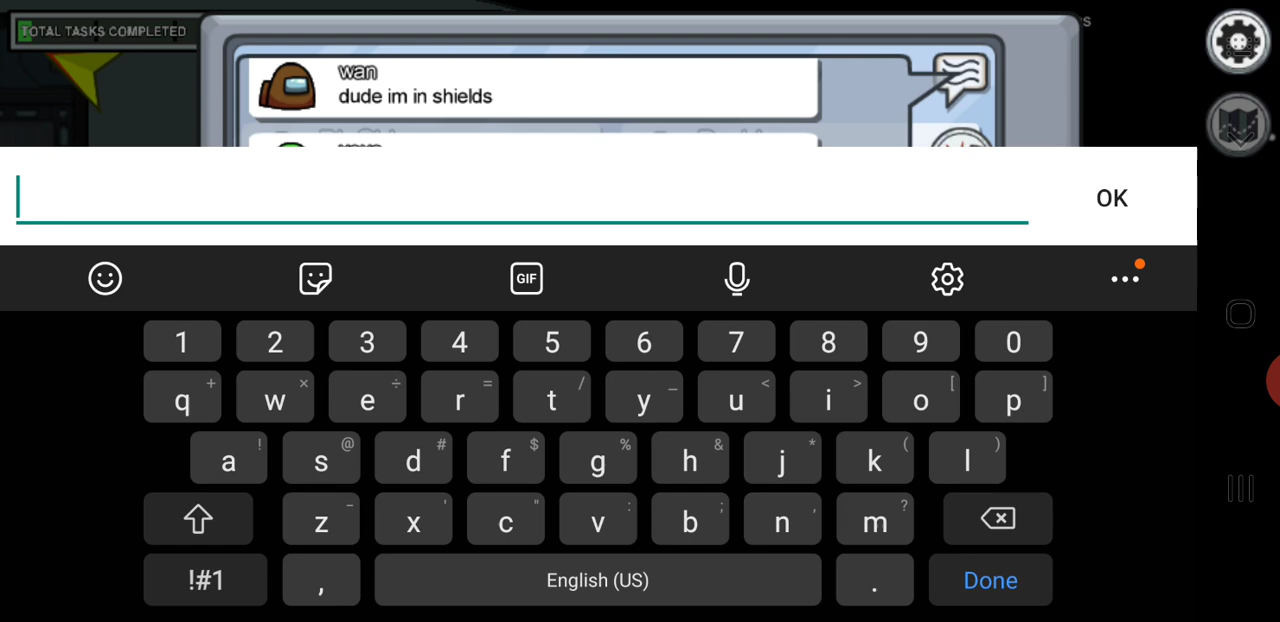 TOTAL TASKS COMPLETED
wan
dude im in shields
OK
GIF
1 2 3 4 5 6 7 8 9 0
+ × ÷ = / _ < > [ ]
q w e r t y u i o p
! @ # $ % & * ( )
a s d f g h j k l
- ' " : ; , ?
z x c v b n m
!#1 , English (US) . Done